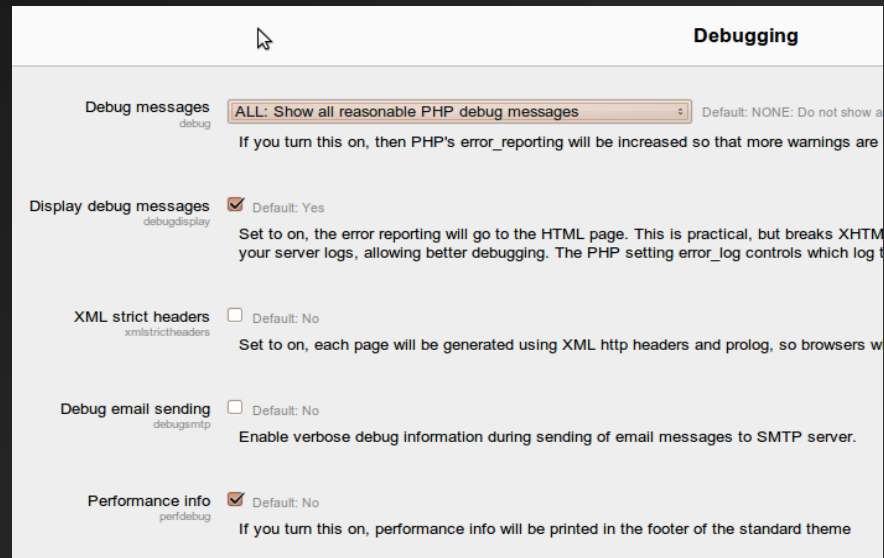 Debugging
Debug messages
debug
ALL: Show all reasonable PHP debug messages
Default: NONE: Do not show a
If you turn this on, then PHP's error_reporting will be increased so that more warnings are
Display debug messages
debugdisplay
Default: Yes
Set to on, the error reporting will go to the HTML page. This is practical, but breaks XHTM
your server logs, allowing better debugging. The PHP setting error_log controls which log t
XML strict headers
xmlstrictheaders
Default: No
Set to on, each page will be generated using XML http headers and prolog, so browsers wi
Debug email sending
debugsmtp
Default: No
Enable verbose debug information during sending of email messages to SMTP server.
Performance info
perfdebug
Default: No
If you turn this on, performance info will be printed in the footer of the standard theme